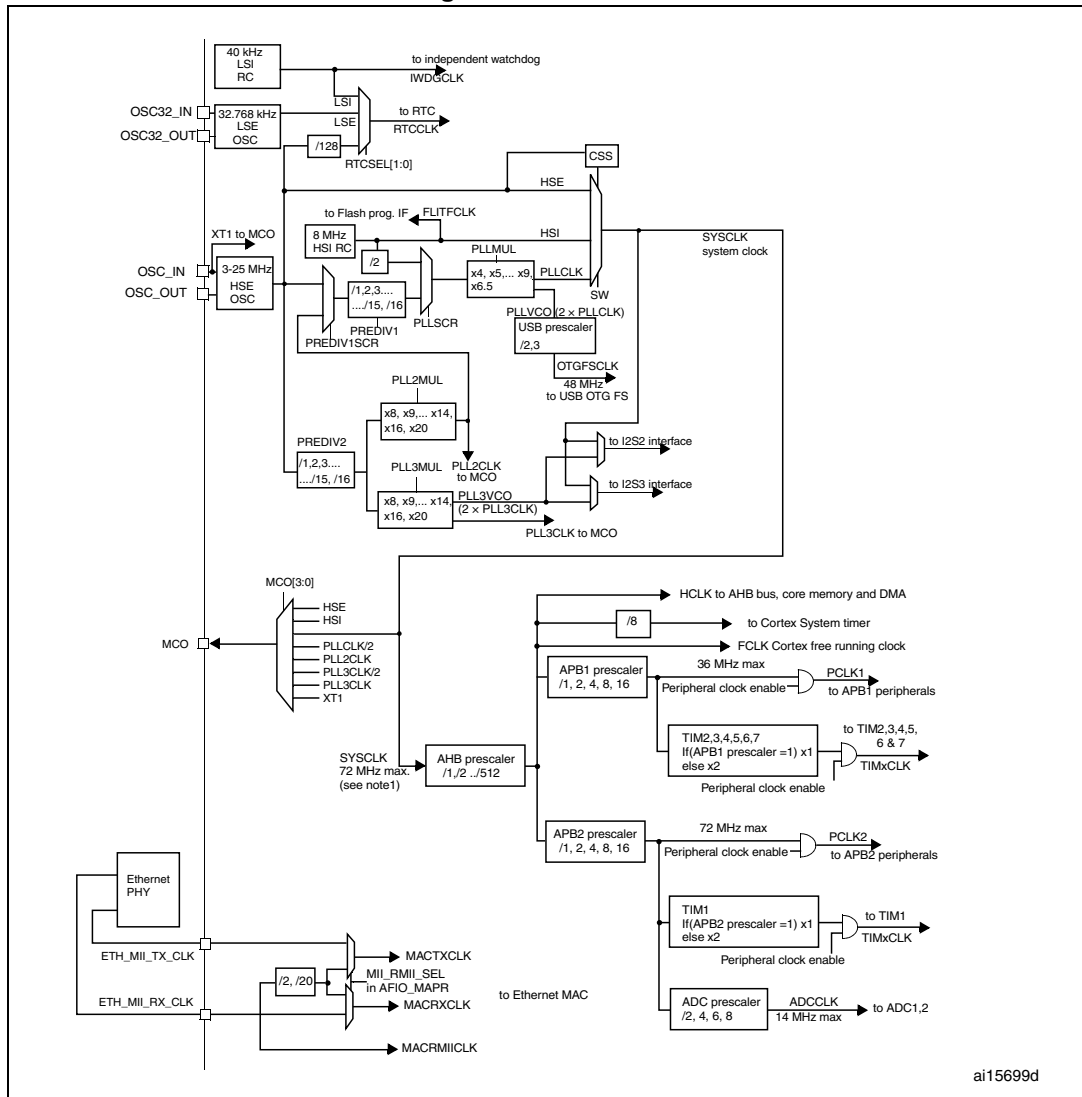 40 kHz
LSI
RC
to independent watchdog
IWDGCLK
OSC32_IN
OSC32_OUT
32.768 kHz
LSE
OSC
LSI
LSE
to RTC
RTCCLK
/128
RTCSEL[1:0]
CSS
HSE
to Flash prog. IF
FLITFCLK
XT1 to MCO
8 MHz
HSI RC
HSI
SYSCLK
system clock
/2
PLLMUL
x4, x5,... x9,
x6.5
PLLCLK
SW
OSC_IN
OSC_OUT
3-25 MHz
HSE
OSC
/1,2,3....
..../15, /16
PLLSCR
PREDIV1
PREDIV1SCR
PLLVCO (2 × PLLCLK)
USB prescaler
/2,3
OTGFSCLK
48 MHz
to USB OTG FS
PLL2MUL
x8, x9,... x14,
x16, x20
PREDIV2
/1,2,3....
..../15, /16
PLL2CLK
to MCO
to I2S2 interface
PLL3MUL
x8, x9,... x14,
x16, x20
PLL3VCO
(2 × PLL3CLK)
to I2S3 interface
PLL3CLK to MCO
MCO[3:0]
HSE
HSI
MCO
PLLCLK/2
PLL2CLK
PLL3CLK/2
PLL3CLK
XT1
HCLK to AHB bus, core memory and DMA
/8
to Cortex System timer
FCLK Cortex free running clock
APB1 prescaler
/1, 2, 4, 8, 16
36 MHz max
Peripheral clock enable
PCLK1
to APB1 peripherals
TIM2,3,4,5,6,7
If(APB1 prescaler =1) x1
else x2
to TIM2,3,4,5,
6 & 7
TIMxCLK
Peripheral clock enable
SYSCLK
72 MHz max.
(see note1)
AHB prescaler
/1,/2 ../512
APB2 prescaler
/1, 2, 4, 8, 16
72 MHz max
Peripheral clock enable
PCLK2
to APB2 peripherals
Ethernet
PHY
TIM1
If(APB2 prescaler =1) x1
else x2
to TIM1
TIMxCLK
Peripheral clock enable
ETH_MII_TX_CLK
MACTXCLK
/2, /20
MII_RMII_SEL
in AFIO_MAPR
ETH_MII_RX_CLK
MACRXCLK
to Ethernet MAC
MACRMIICLK
ADC prescaler
/2, 4, 6, 8
ADCCLK
14 MHz max
to ADC1,2
ai15699d